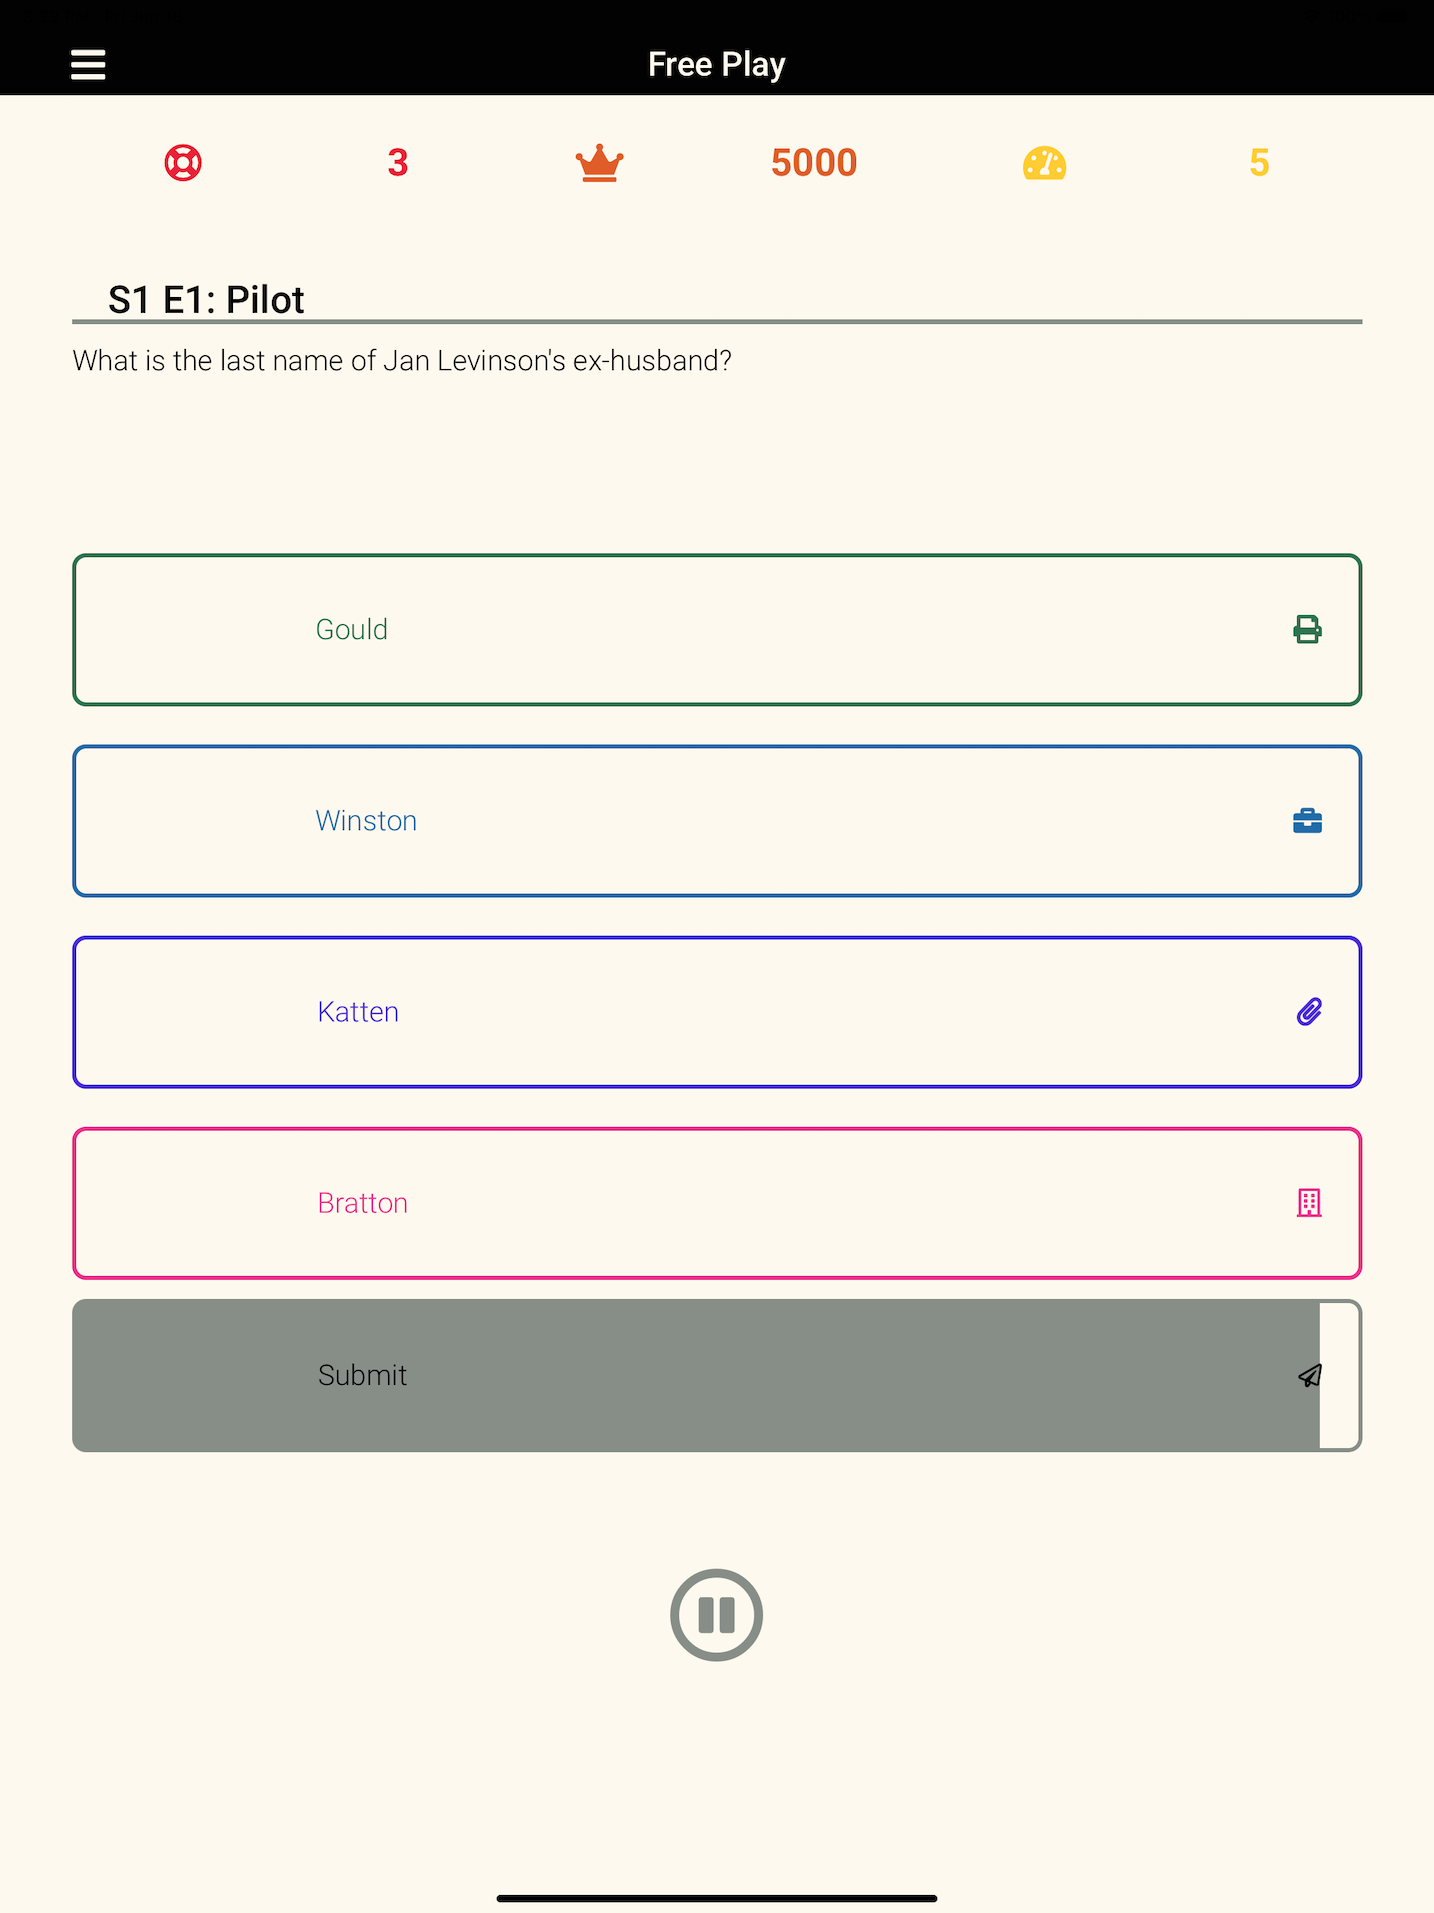 Free Play
3 5000 5
S1 E1: Pilot
What is the last name of Jan Levinson's ex-husband?
Gould
Winston
Katten
Bratton
Submit